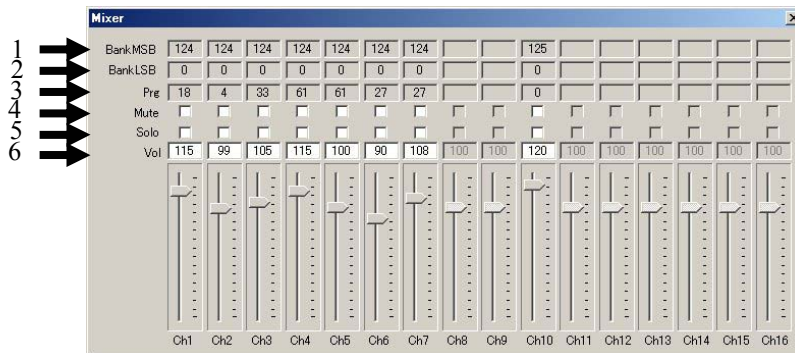 Mixer
1 BankMSB 124 124 124 124 124 124 124 125
2 BankLSB 0 0 0 0 0 0 0 0
3 Prg 18 4 33 61 61 27 27 0
4 Mute
5 Solo
6 Vol 115 99 105 115 100 90 108 100 100 120 100 100 100 100 100 100
Ch1 Ch2 Ch3 Ch4 Ch5 Ch6 Ch7 Ch8 Ch9 Ch10 Ch11 Ch12 Ch13 Ch14 Ch15 Ch16